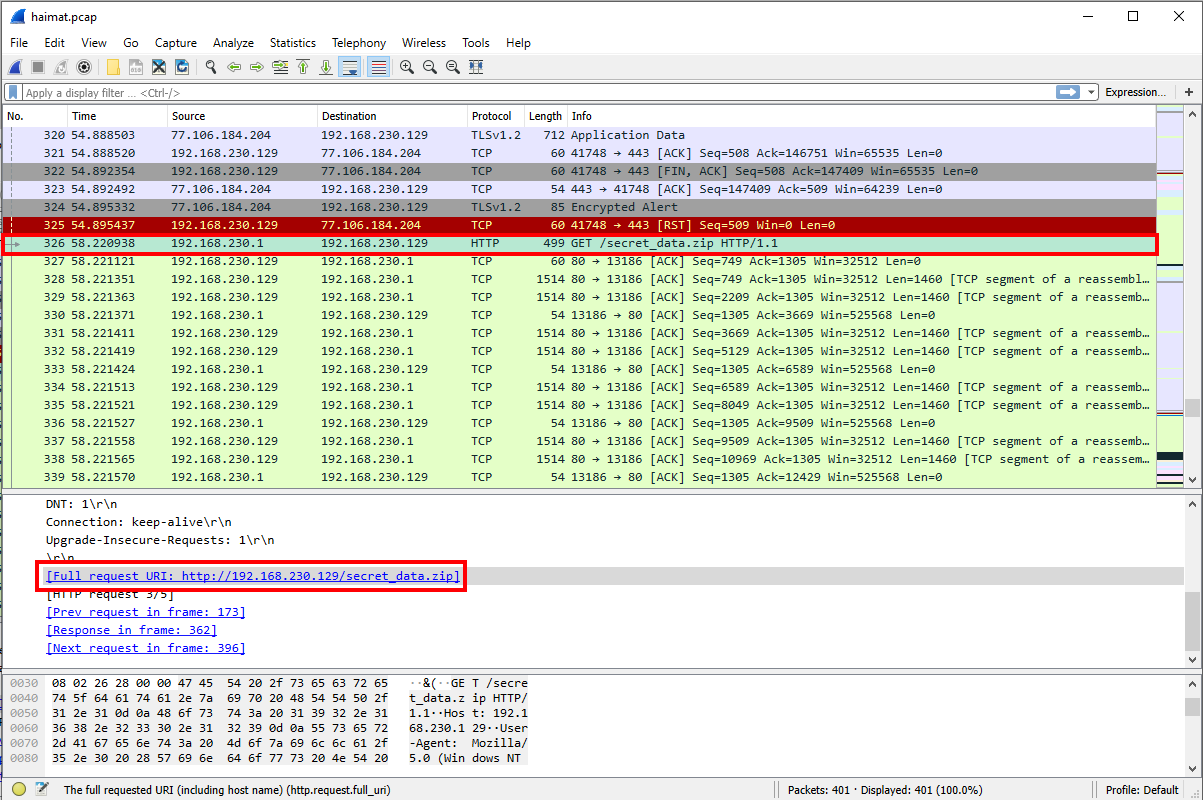 haimat.pcap
File Edit View Go Capture Analyze Statistics Telephony Wireless Tools Help
Apply a display filter ... <Ctrl-/> Expression... +
No. Time Source Destination Protocol Length Info
320 54.888503 77.106.184.204 192.168.230.129 TLSv1.2 712 Application Data
321 54.888520 192.168.230.129 77.106.184.204 TCP 60 41748 → 443 [ACK] Seq=508 Ack=146751 Win=65535 Len=0
322 54.892354 192.168.230.129 77.106.184.204 TCP 60 41748 → 443 [FIN, ACK] Seq=508 Ack=147409 Win=65535 Len=0
323 54.892492 77.106.184.204 192.168.230.129 TCP 54 443 → 41748 [ACK] Seq=147409 Ack=509 Win=64239 Len=0
324 54.895332 77.106.184.204 192.168.230.129 TLSv1.2 85 Encrypted Alert
325 54.895437 192.168.230.129 77.106.184.204 TCP 60 41748 → 443 [RST] Seq=509 Win=0 Len=0
326 58.220938 192.168.230.1 192.168.230.129 HTTP 499 GET /secret_data.zip HTTP/1.1
327 58.221121 192.168.230.129 192.168.230.1 TCP 60 80 → 13186 [ACK] Seq=749 Ack=1305 Win=32512 Len=0
328 58.221351 192.168.230.129 192.168.230.1 TCP 1514 80 → 13186 [ACK] Seq=749 Ack=1305 Win=32512 Len=1460 [TCP segment of a reassembl…
329 58.221363 192.168.230.129 192.168.230.1 TCP 1514 80 → 13186 [ACK] Seq=2209 Ack=1305 Win=32512 Len=1460 [TCP segment of a reassemb…
330 58.221371 192.168.230.1 192.168.230.129 TCP 54 13186 → 80 [ACK] Seq=1305 Ack=3669 Win=525568 Len=0
331 58.221411 192.168.230.129 192.168.230.1 TCP 1514 80 → 13186 [ACK] Seq=3669 Ack=1305 Win=32512 Len=1460 [TCP segment of a reassemb…
332 58.221419 192.168.230.129 192.168.230.1 TCP 1514 80 → 13186 [ACK] Seq=5129 Ack=1305 Win=32512 Len=1460 [TCP segment of a reassemb…
333 58.221424 192.168.230.1 192.168.230.129 TCP 54 13186 → 80 [ACK] Seq=1305 Ack=6589 Win=525568 Len=0
334 58.221513 192.168.230.129 192.168.230.1 TCP 1514 80 → 13186 [ACK] Seq=6589 Ack=1305 Win=32512 Len=1460 [TCP segment of a reassemb…
335 58.221521 192.168.230.129 192.168.230.1 TCP 1514 80 → 13186 [ACK] Seq=8049 Ack=1305 Win=32512 Len=1460 [TCP segment of a reassemb…
336 58.221527 192.168.230.1 192.168.230.129 TCP 54 13186 → 80 [ACK] Seq=1305 Ack=9509 Win=525568 Len=0
337 58.221558 192.168.230.129 192.168.230.1 TCP 1514 80 → 13186 [ACK] Seq=9509 Ack=1305 Win=32512 Len=1460 [TCP segment of a reassemb…
338 58.221565 192.168.230.129 192.168.230.1 TCP 1514 80 → 13186 [ACK] Seq=10969 Ack=1305 Win=32512 Len=1460 [TCP segment of a reassem…
339 58.221570 192.168.230.1 192.168.230.129 TCP 54 13186 → 80 [ACK] Seq=1305 Ack=12429 Win=525568 Len=0
DNT: 1\r\n
Connection: keep-alive\r\n
Upgrade-Insecure-Requests: 1\r\n
\r\n
[Full request URI: http://192.168.230.129/secret_data.zip]
[HTTP request 3/5]
[Prev request in frame: 173]
[Response in frame: 362]
[Next request in frame: 396]
0030 08 02 26 28 00 00 47 45 54 20 2f 73 65 63 72 65 ··&(··GE T /secre
0040 74 5f 64 61 74 61 2e 7a 69 70 20 48 54 54 50 2f t_data.z ip HTTP/
0050 31 2e 31 0d 0a 48 6f 73 74 3a 20 31 39 32 2e 31 1.1··Hos t: 192.1
0060 36 38 2e 32 33 30 2e 31 32 39 0d 0a 55 73 65 72 68.230.1 29··User
0070 2d 41 67 65 6e 74 3a 20 4d 6f 7a 69 6c 6c 61 2f -Agent: Mozilla/
0080 35 2e 30 20 28 57 69 6e 64 6f 77 73 20 4e 54 20 5.0 (Win dows NT
The full requested URI (including host name) (http.request.full_uri) Packets: 401 · Displayed: 401 (100.0%) Profile: Default